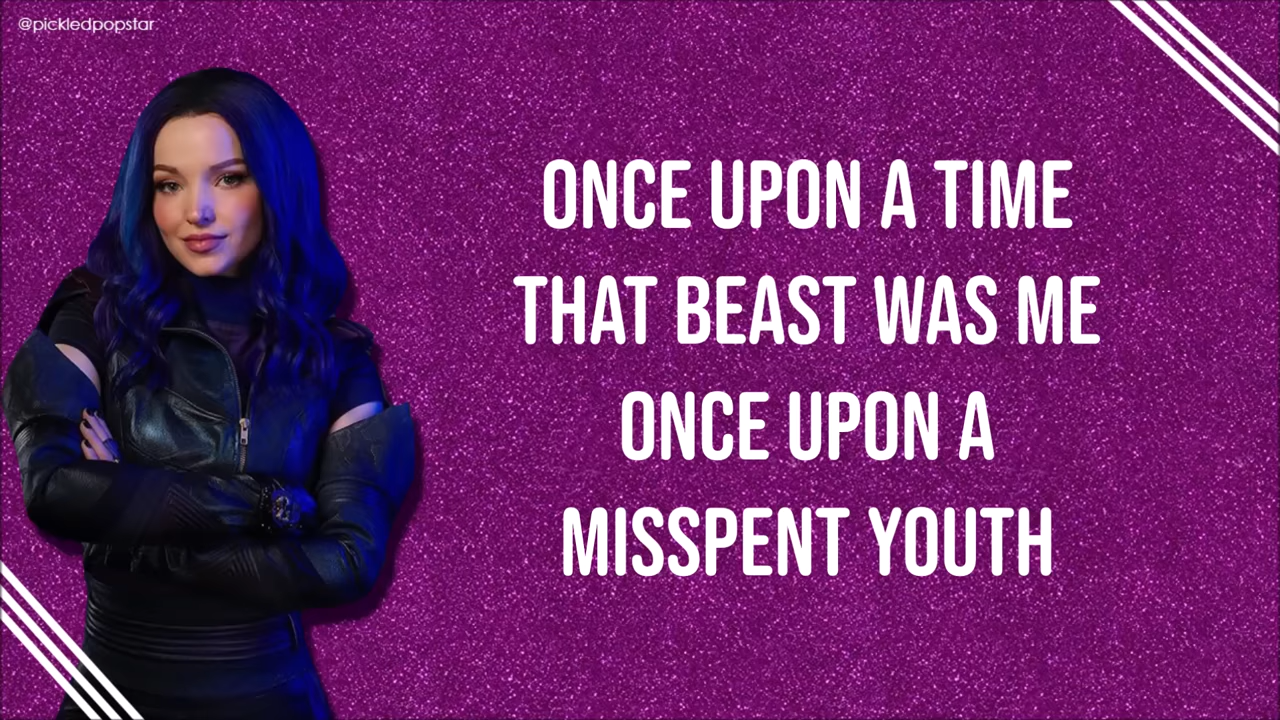 @pickledpopstar
ONCE UPON A TIME
THAT BEAST WAS ME
ONCE UPON A
MISSPENT YOUTH